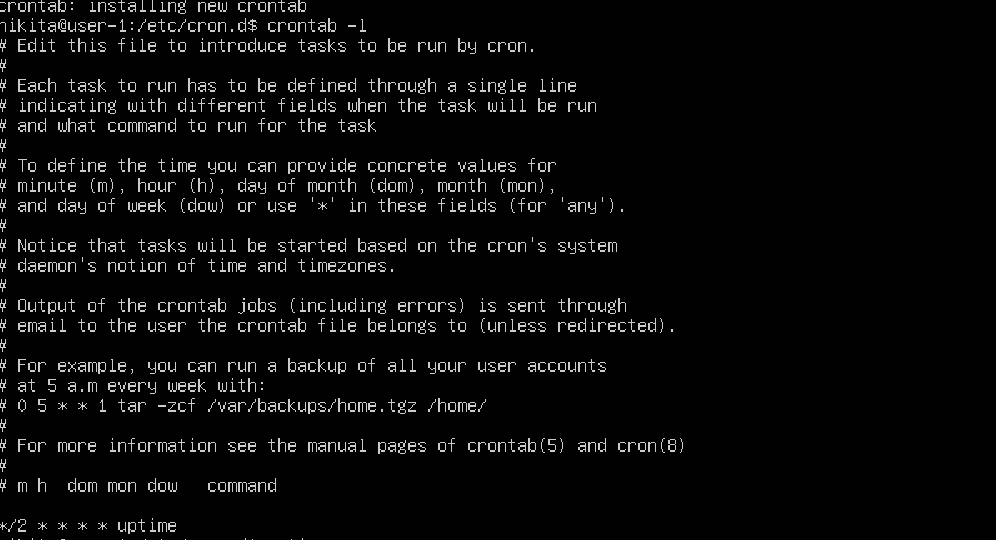 crontab: installing new crontab
nikita@user-1:/etc/cron.d$ crontab -l
# Edit this file to introduce tasks to be run by cron.
#
# Each task to run has to be defined through a single line
# indicating with different fields when the task will be run
# and what command to run for the task
#
# To define the time you can provide concrete values for
# minute (m), hour (h), day of month (dom), month (mon),
# and day of week (dow) or use '*' in these fields (for 'any').
#
# Notice that tasks will be started based on the cron's system
# daemon's notion of time and timezones.
#
# Output of the crontab jobs (including errors) is sent through
# email to the user the crontab file belongs to (unless redirected).
#
# For example, you can run a backup of all your user accounts
# at 5 a.m every week with:
# 0 5 * * 1 tar -zcf /var/backups/home.tgz /home/
#
# For more information see the manual pages of crontab(5) and cron(8)
#
# m h  dom mon dow   command

*/2 * * * * uptime